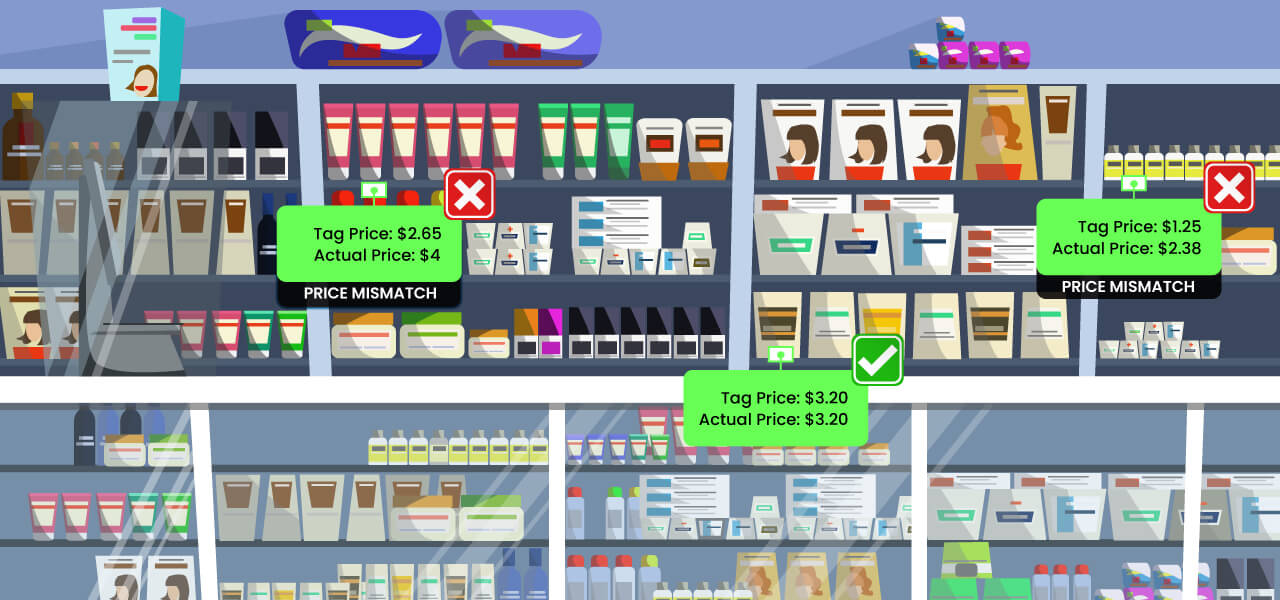 Tag Price: $2.65
Actual Price: $4
PRICE MISMATCH
Tag Price: $1.25
Actual Price: $2.38
PRICE MISMATCH
Tag Price: $3.20
Actual Price: $3.20